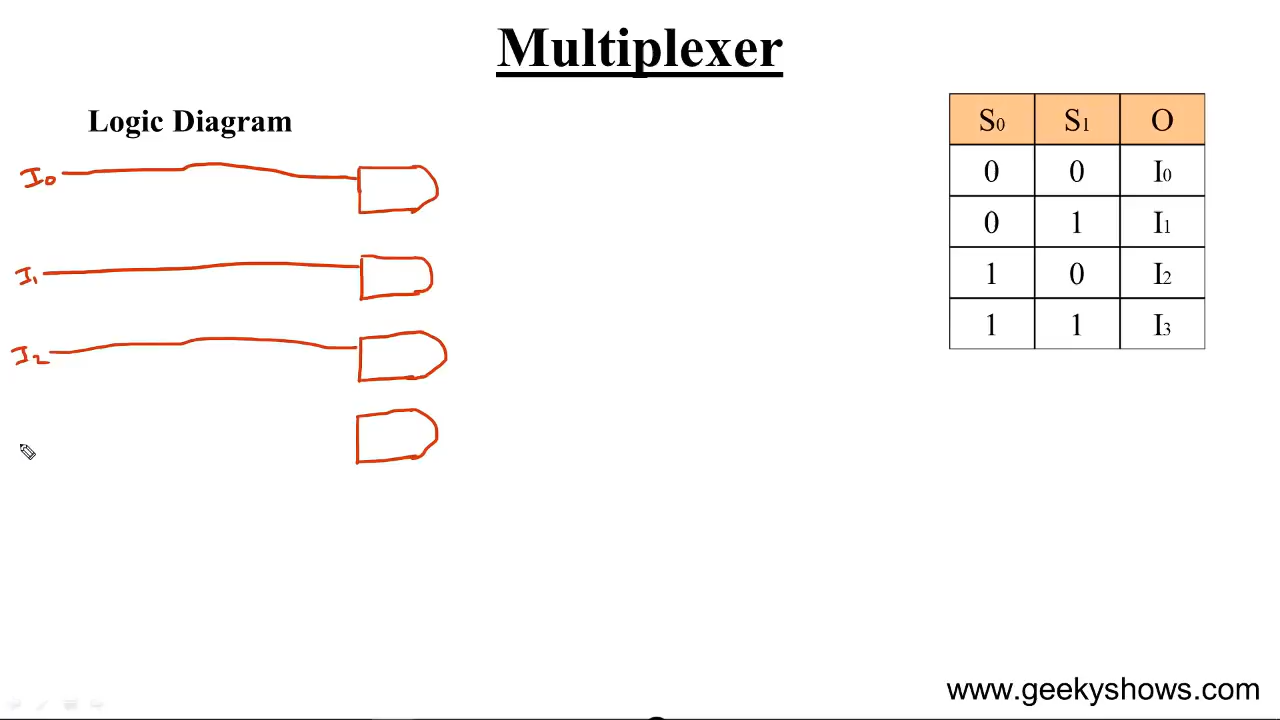 Multiplexer
Logic Diagram
I0
I1
I2
S0 S1 O
0 0 I0
0 1 I1
1 0 I2
1 1 I3
www.geekyshows.com